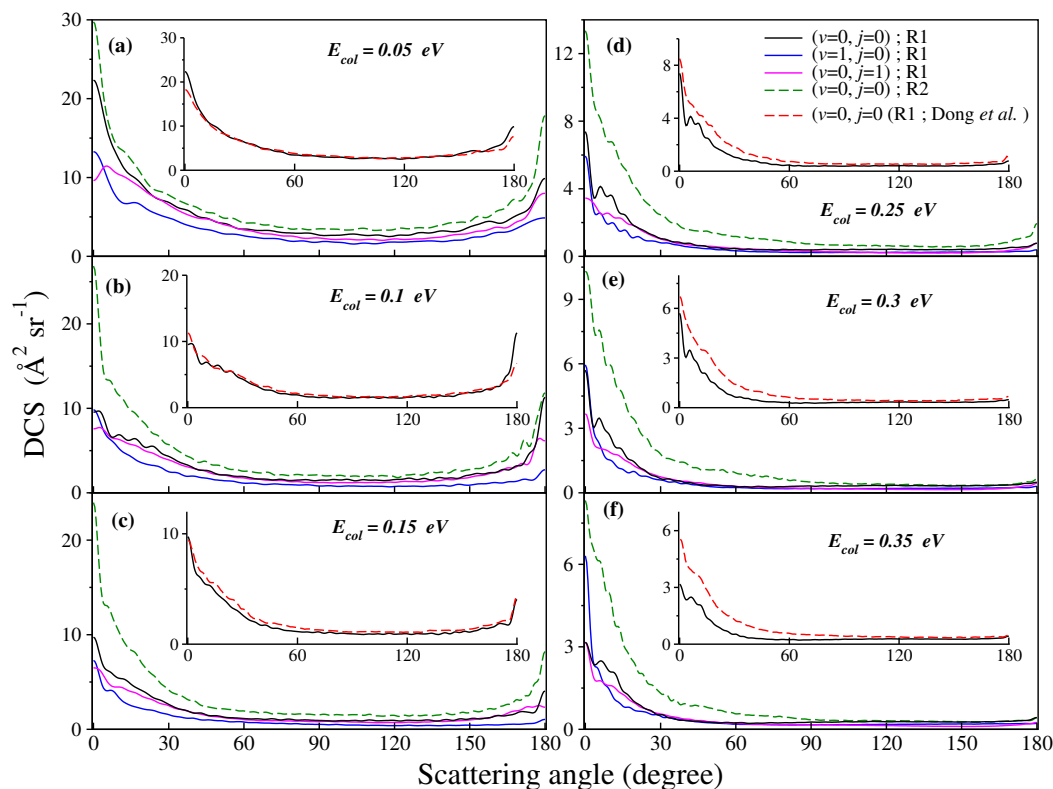 DCS (Å² sr⁻¹)
(a)
E_col = 0.05 eV
30
20
10
0
30
20
10
0
0 60 120 180
(b)
E_col = 0.1 eV
20
10
0
20
10
0
0 60 120 180
(c)
E_col = 0.15 eV
20
10
0
10
0
0 60 120 180
0 30 60 90 120 150 180
(d)
(v=0, j=0) ; R1
(v=1, j=0) ; R1
(v=0, j=1) ; R1
(v=0, j=0) ; R2
(v=0, j=0 (R1 ; Dong et al. )
12
8
4
0
8
4
0
0 60 120 180
E_col = 0.25 eV
(e)
E_col = 0.3 eV
9
6
3
0
6
3
0
0 60 120 180
(f)
E_col = 0.35 eV
6
3
0
6
3
0
0 60 120 180
0 30 60 90 120 150 180
Scattering angle (degree)